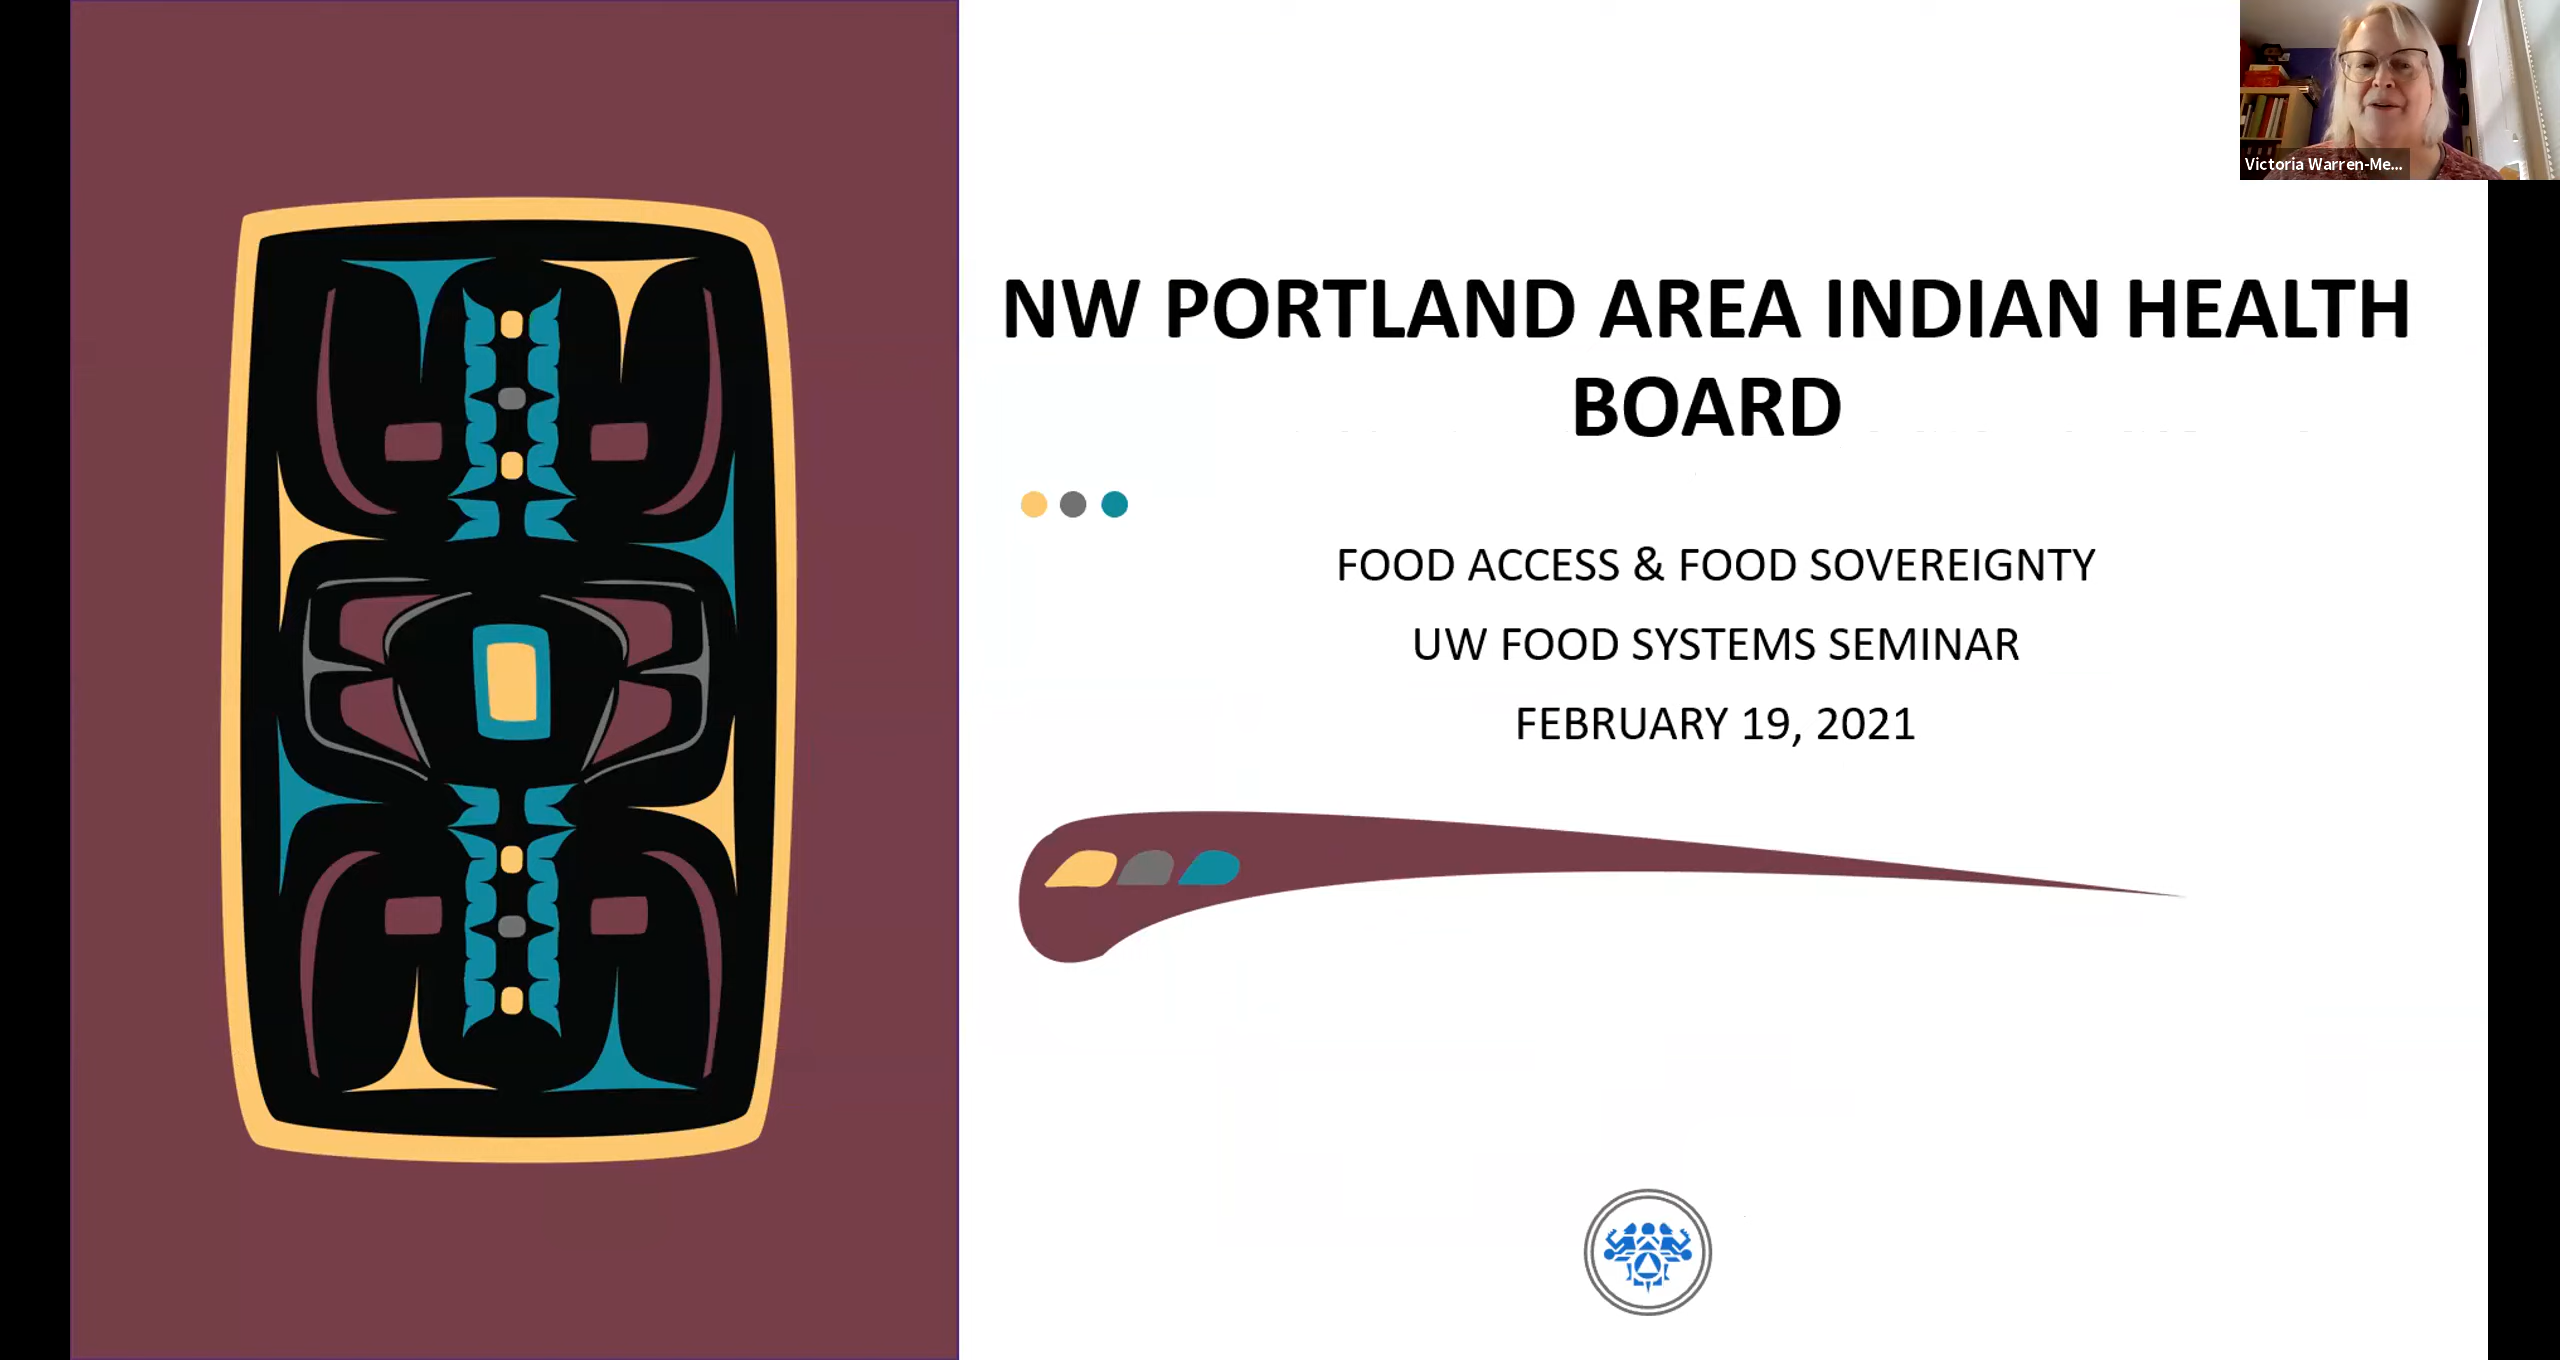 Victoria Warren-Me...
NW PORTLAND AREA INDIAN HEALTH
BOARD
FOOD ACCESS & FOOD SOVEREIGNTY
UW FOOD SYSTEMS SEMINAR
FEBRUARY 19, 2021